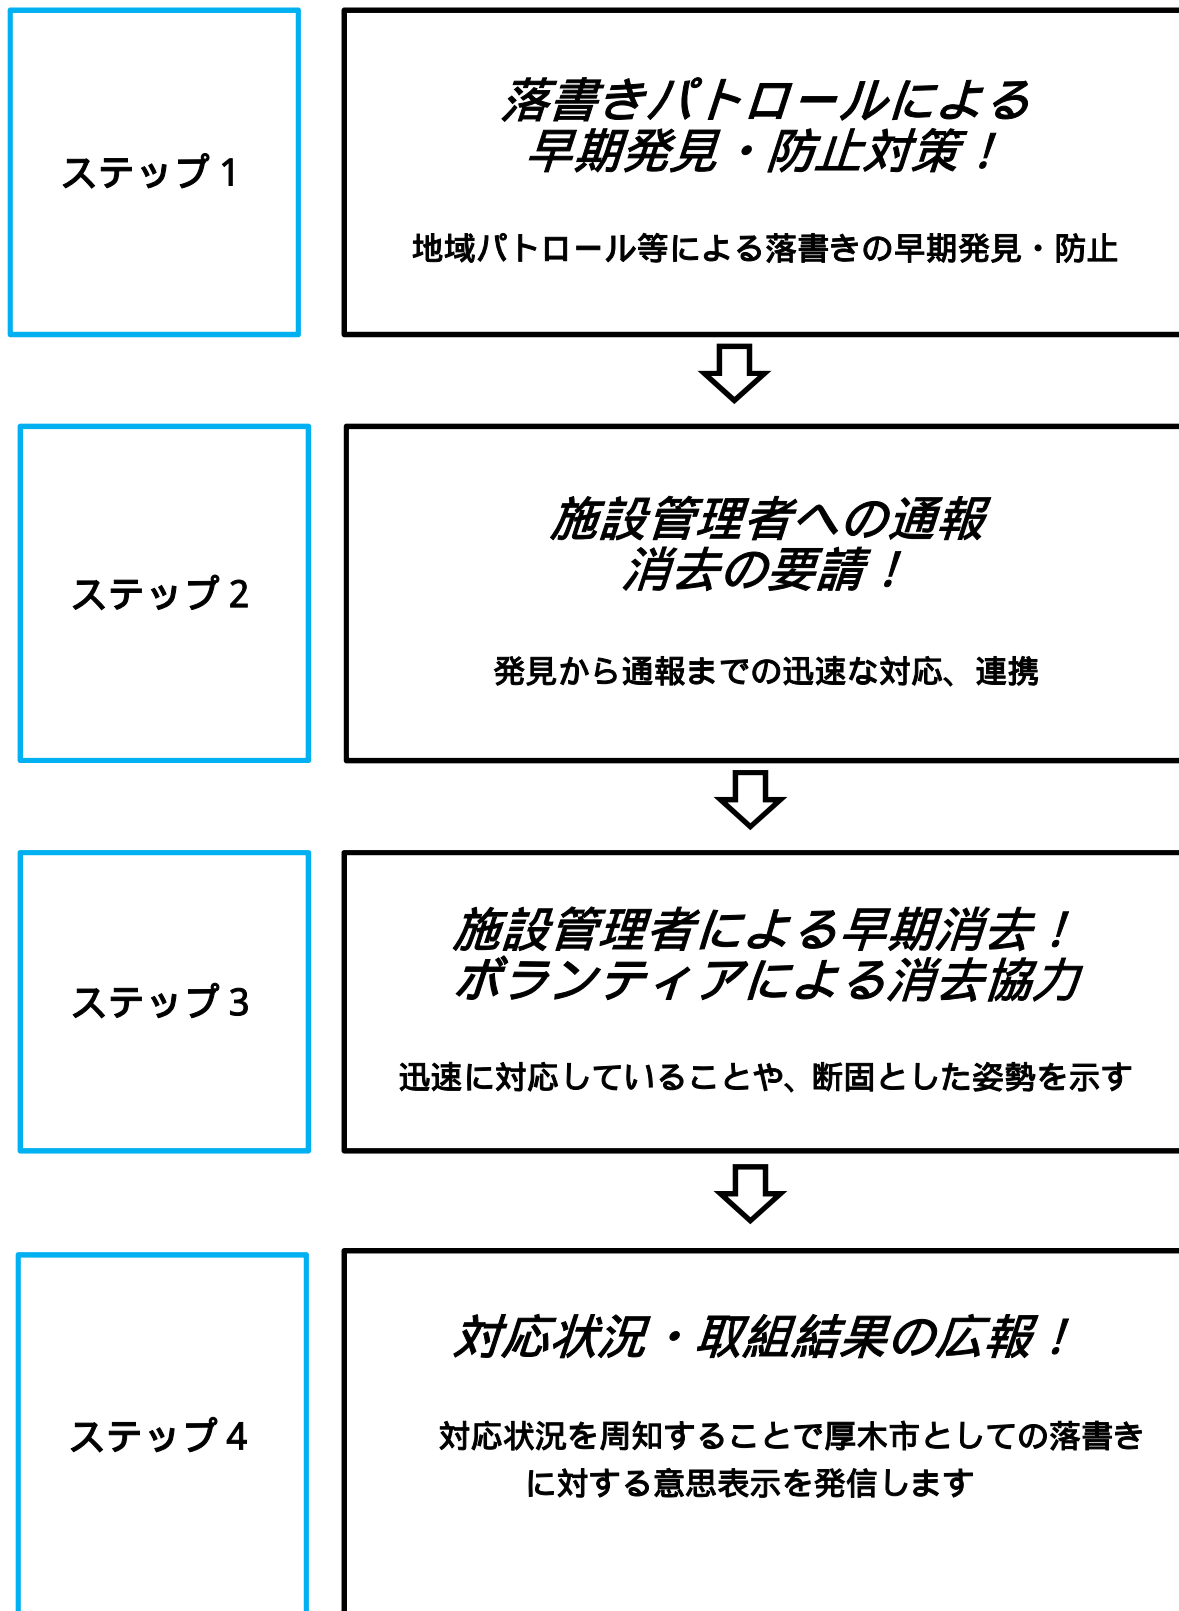 ステップ1
落書きパトロールによる
早期発見・防止対策！
地域パトロール等による落書きの早期発見・防止
ステップ2
施設管理者への通報
消去の要請！
発見から通報までの迅速な対応、連携
ステップ3
施設管理者による早期消去！
ボランティアによる消去協力
迅速に対応していることや、断固とした姿勢を示す
ステップ4
対応状況・取組結果の広報！
対応状況を周知することで厚木市としての落書き
に対する意思表示を発信します